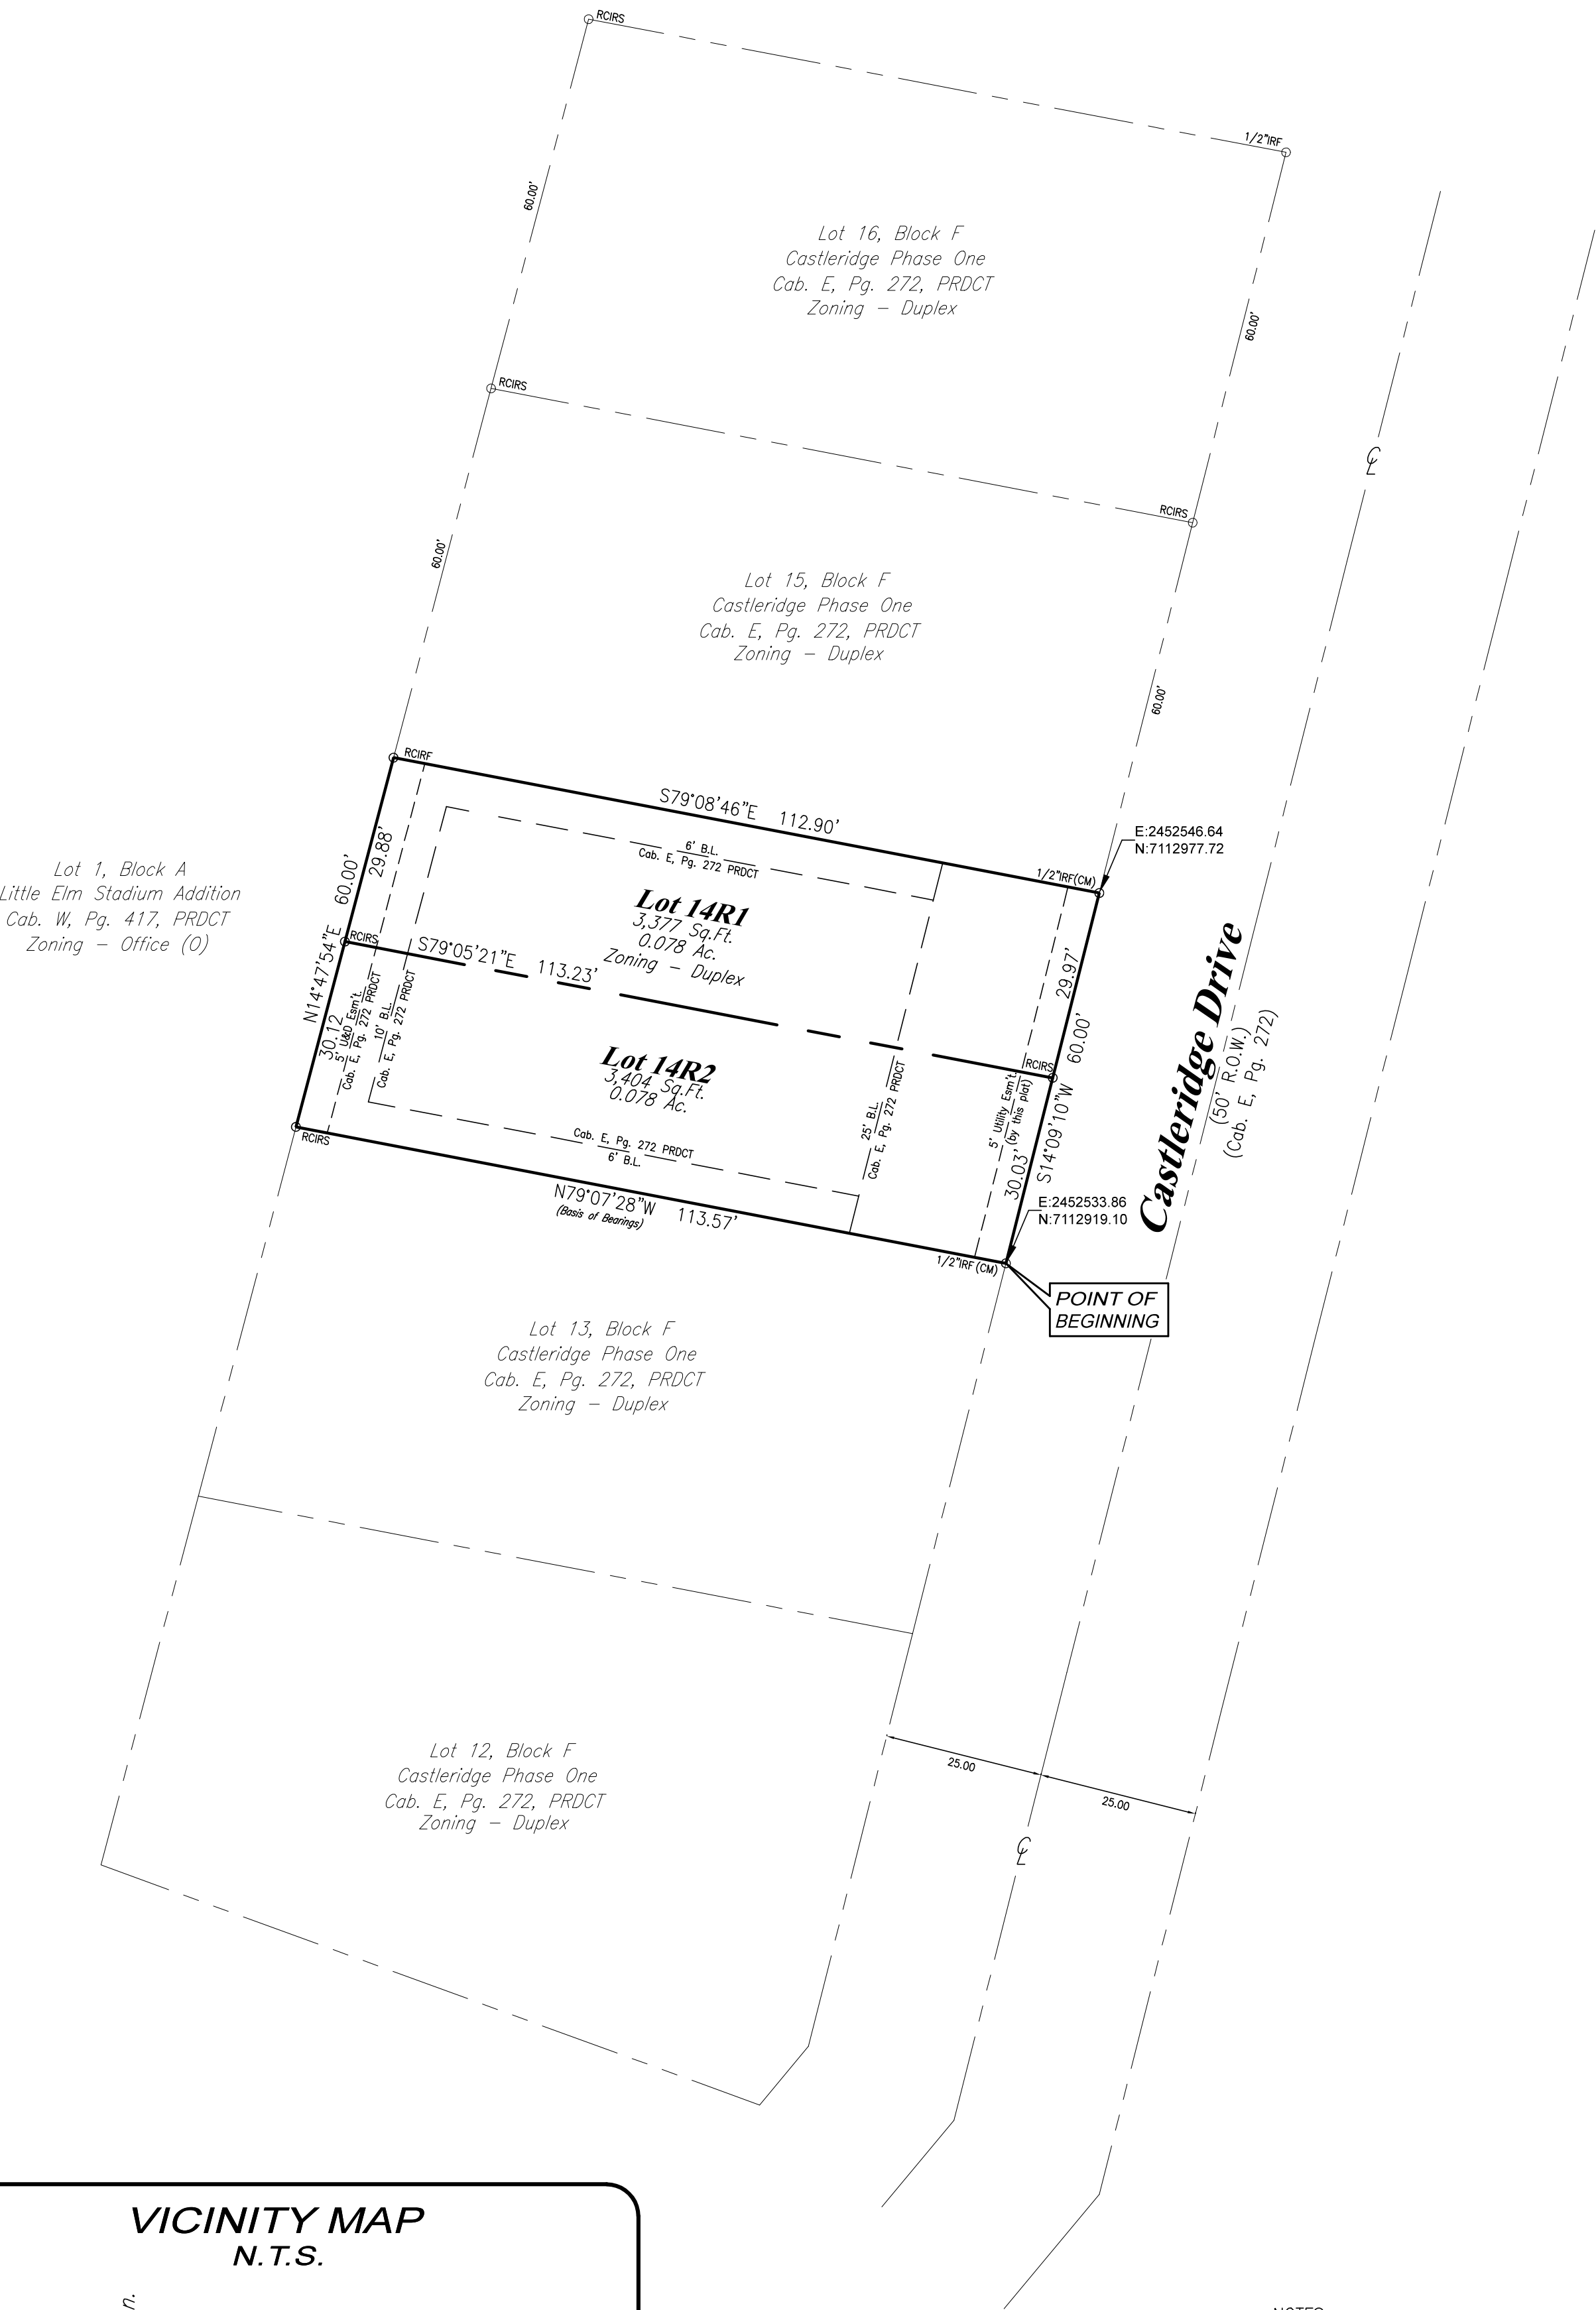 RCIRS
1/2"IRF
60.00'
Lot 16, Block F
Castleridge Phase One
Cab. E, Pg. 272, PRDCT
Zoning – Duplex
60.00'
RCIRS
℄
RCIRS
60.00'
Lot 15, Block F
Castleridge Phase One
Cab. E, Pg. 272, PRDCT
Zoning – Duplex
60.00'
RCIRF
S79°08'46"E 112.90'
E:2452546.64
N:7112977.72
6' B.L.
Cab. E, Pg. 272 PRDCT
1/2"IRF(CM)
Lot 1, Block A
Little Elm Stadium Addition
Cab. W, Pg. 417, PRDCT
Zoning – Office (O)
N14°47'54"E 60.00'
29.88'
Lot 14R1
3,377 Sq.Ft.
0.078 Ac.
Zoning – Duplex
RCIRS
S79°05'21"E 113.23'
29.97'
S14°09'10"W 60.00'
Castleridge Drive
(50' R.O.W.)
(Cab. E, Pg. 272)
30.12
5' U&D Esm't.
Cab. E, Pg. 272 PRDCT
10' B.L.
Cab. E, Pg. 272 PRDCT
Lot 14R2
3,404 Sq.Ft.
0.078 Ac.
RCIRS
25' B.L.
Cab. E, Pg. 272 PRDCT
5' Utility Esm't.
(by this plat)
30.03'
RCIRS
Cab. E, Pg. 272 PRDCT
6' B.L.
N79°07'28"W 113.57'
(Basis of Bearings)
E:2452533.86
N:7112919.10
1/2"IRF(CM)
POINT OF
BEGINNING
Lot 13, Block F
Castleridge Phase One
Cab. E, Pg. 272, PRDCT
Zoning – Duplex
Lot 12, Block F
Castleridge Phase One
Cab. E, Pg. 272, PRDCT
Zoning – Duplex
25.00
25.00
℄
VICINITY MAP
N.T.S.
n.